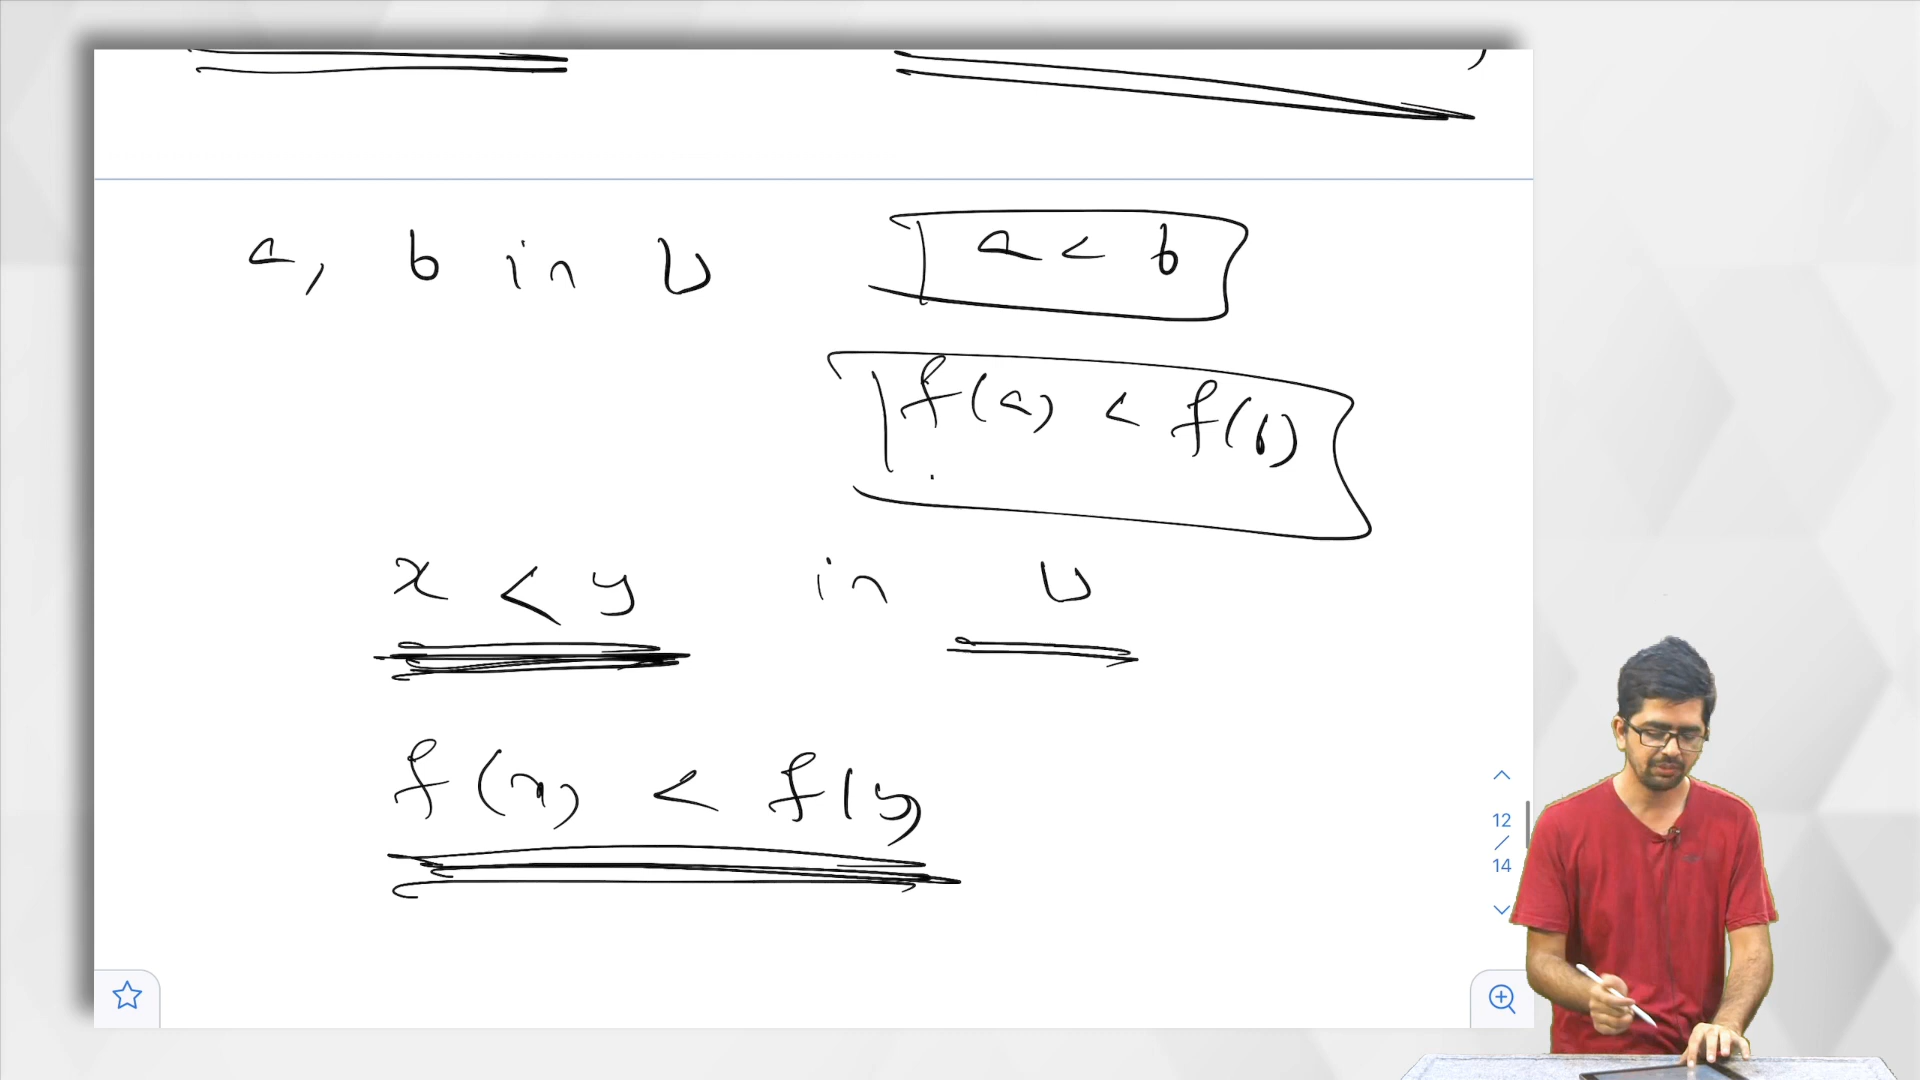 a, b in U a < b
f(a) < f(b)
x < y in U
f(x) < f(y)
12
/
14